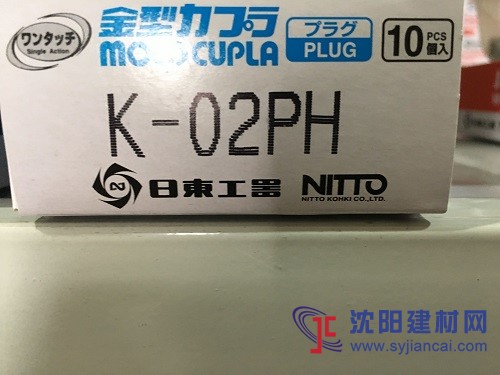 ワンタッチ
Single Action
金型カプラ
MOLD CUPLA
プラグ
PLUG
10 PCS
個入
K-02PH
日東工器
NITTO
NITTO KOHKI CO.,LTD.
沈阳建材网
www.syjiancai.com